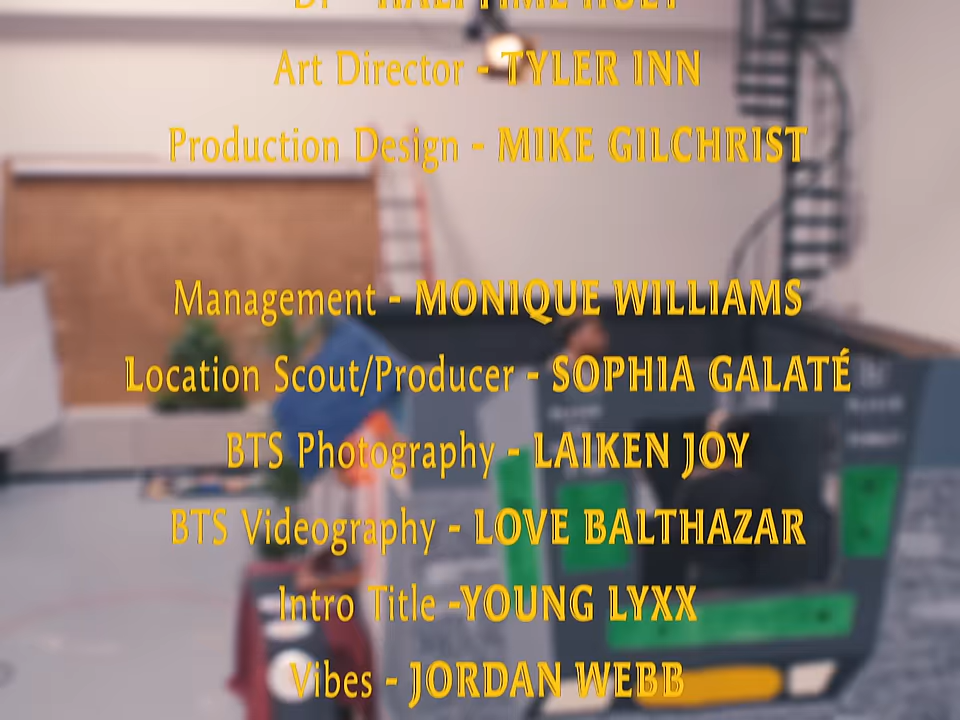 Art Director - TYLER INN
Production Design - MIKE GILCHRIST
Management - MONIQUE WILLIAMS
Location Scout/Producer - SOPHIA GALATÉ
BTS Photography - LAIKEN JOY
BTS Videography - LOVE BALTHAZAR
Intro Title -YOUNG LYXX
Vibes - JORDAN WEBB